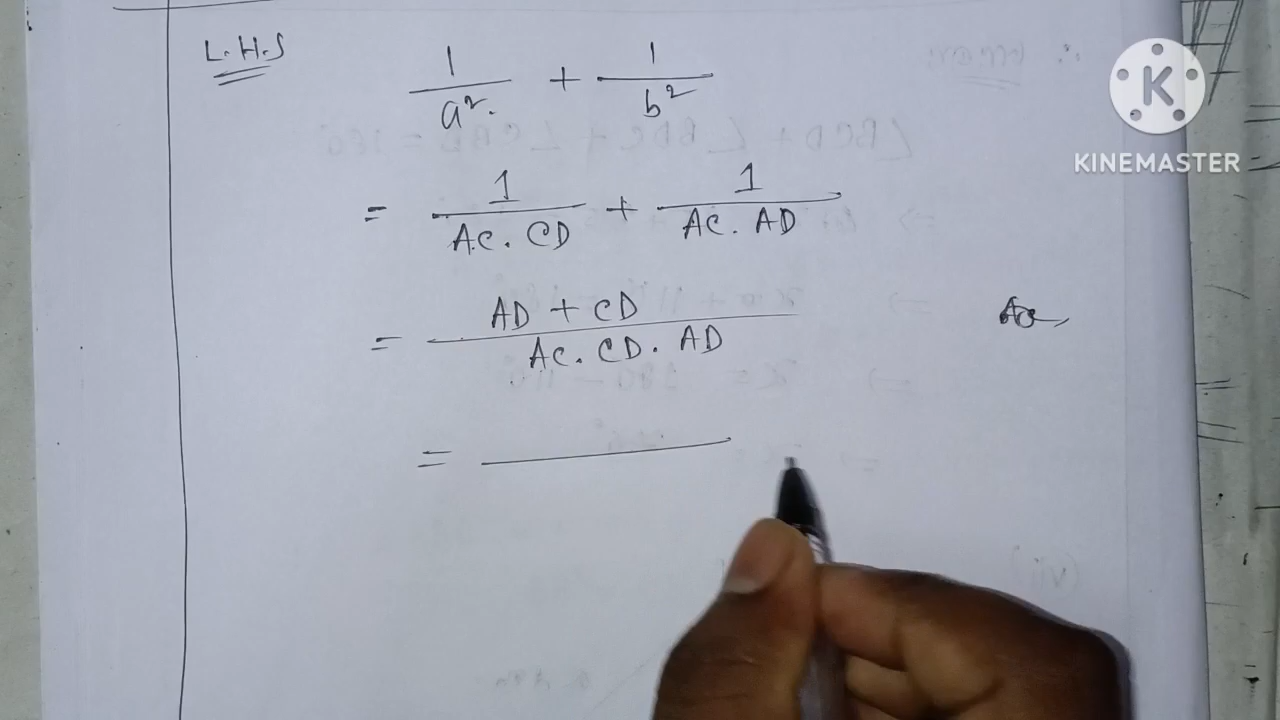 L.H.S
1/a². + 1/b²
= 1/AC. CD + 1/AC. AD
= AD + CD/AC. CD. AD
=
K
KINEMASTER